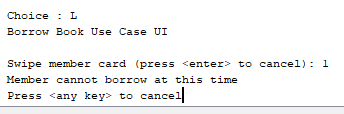 Choice : L
Borrow Book Use Case UI
Swipe member card (press <enter> to cancel): 1
Member cannot borrow at this time
Press <any key> to cancel